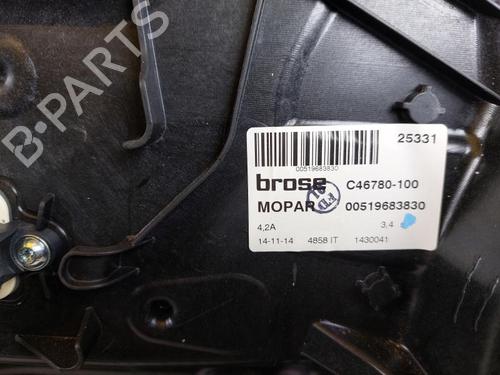 B-PARTS
25331
00519683830
brose C46780-100
MOPAR 00519683830
4,2A 3,4
14-11-14 4858 IT 1430041